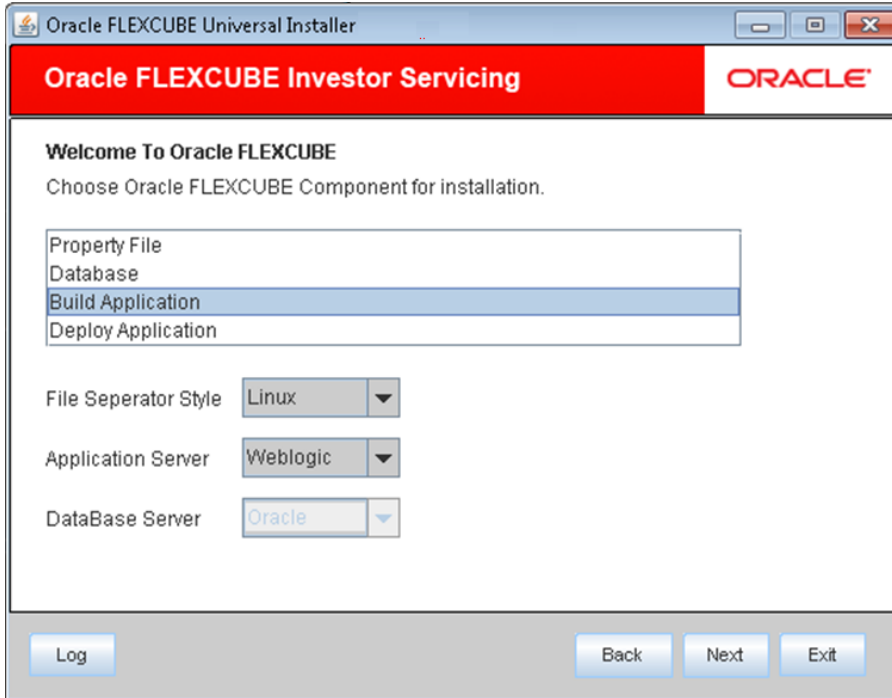 Oracle FLEXCUBE Universal Installer
Oracle FLEXCUBE Investor Servicing
ORACLE
Welcome To Oracle FLEXCUBE
Choose Oracle FLEXCUBE Component for installation.
Property File
Database
Build Application
Deploy Application
File Seperator Style Linux
Application Server Weblogic
DataBase Server Oracle
Log Back Next Exit